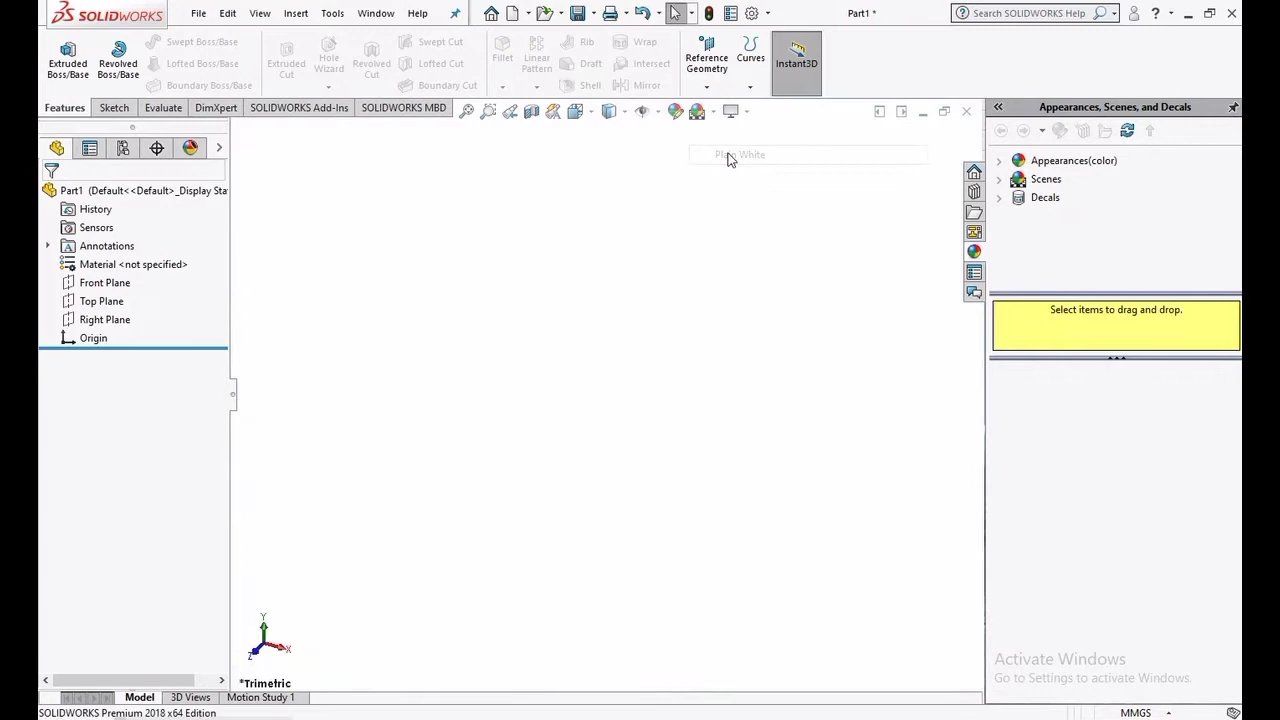 SOLIDWORKS File Edit View Insert Tools Window Help Part1 * Search SOLIDWORKS Help ?
Extruded Boss/Base Revolved Boss/Base Swept Boss/Base Lofted Boss/Base Boundary Boss/Base Extruded Cut Hole Wizard Revolved Cut Swept Cut Lofted Cut Boundary Cut Fillet Linear Pattern Rib Draft Shell Wrap Intersect Mirror Reference Geometry Curves Instant3D
Features Sketch Evaluate DimXpert SOLIDWORKS Add-Ins SOLIDWORKS MBD
Appearances, Scenes, and Decals
Plain White
Appearances(color)
Scenes
Decals
Select items to drag and drop.
Part1 (Default<<Default>_Display Sta
History
Sensors
Annotations
Material <not specified>
Front Plane
Top Plane
Right Plane
Origin
Y
X
Z
*Trimetric
Activate Windows
Go to Settings to activate Windows.
Model 3D Views Motion Study 1
SOLIDWORKS Premium 2018 x64 Edition MMGS